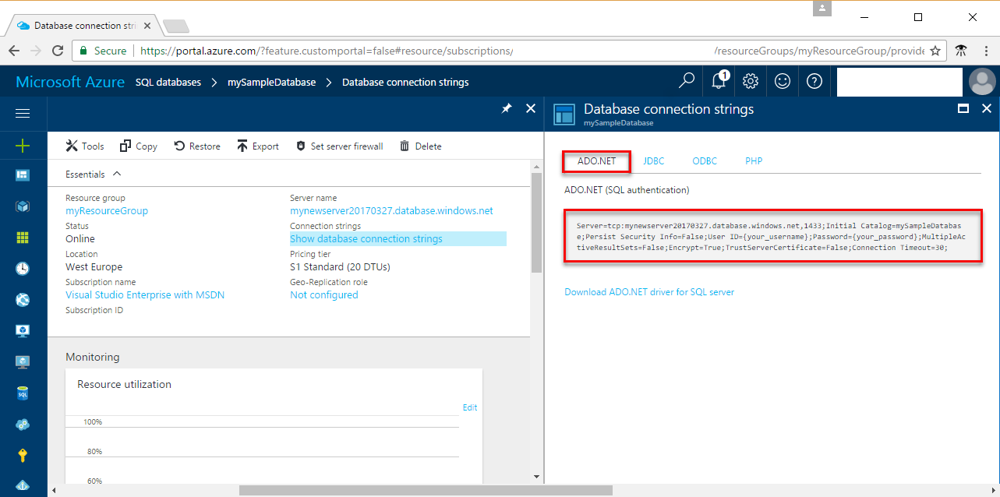 Database connection stri
Secure
https://portal.azure.com/?feature.customportal=false#resource/subscriptions/
/resourceGroups/myResourceGroup/provide
Microsoft Azure SQL databases > mySampleDatabase > Database connection strings
1
Database connection strings
mySampleDatabase
Tools Copy Restore Export Set server firewall Delete
Essentials
Resource group
myResourceGroup
Status
Online
Location
West Europe
Subscription name
Visual Studio Enterprise with MSDN
Subscription ID
Server name
mynewserver20170327.database.windows.net
Connection strings
Show database connection strings
Pricing tier
S1 Standard (20 DTUs)
Geo-Replication role
Not configured
Monitoring
Resource utilization
Edit
100%
80%
60%
SQL
ADO.NET JDBC ODBC PHP
ADO.NET (SQL authentication)
Server=tcp:mynewserver20170327.database.windows.net,1433;Initial Catalog=mySampleDatabas
e;Persist Security Info=False;User ID={your_username};Password={your_password};MultipleAc
tiveResultSets=False;Encrypt=True;TrustServerCertificate=False;Connection Timeout=30;
Download ADO.NET driver for SQL server